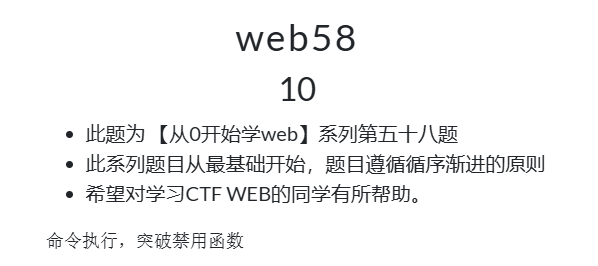 web58
10
此题为 【从0开始学web】系列第五十八题
此系列题目从最基础开始，题目遵循循序渐进的原则
希望对学习CTF WEB的同学有所帮助。
命令执行，突破禁用函数